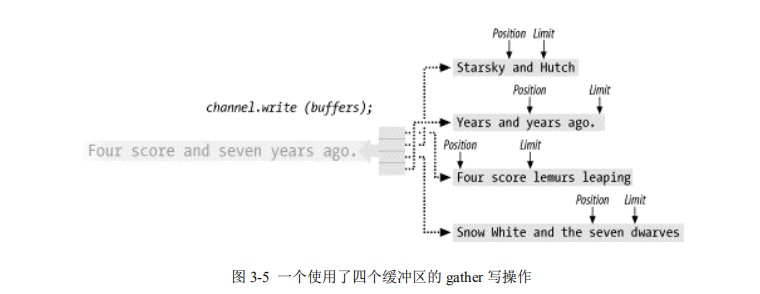 Position Limit
Starsky and Hutch
Position Limit
channel.write (buffers);
Years and years ago.
Four score and seven years ago.
Position Limit
Four score lemurs leaping
Position Limit
Snow White and the seven dwarves
图 3-5 一个使用了四个缓冲区的 gather 写操作